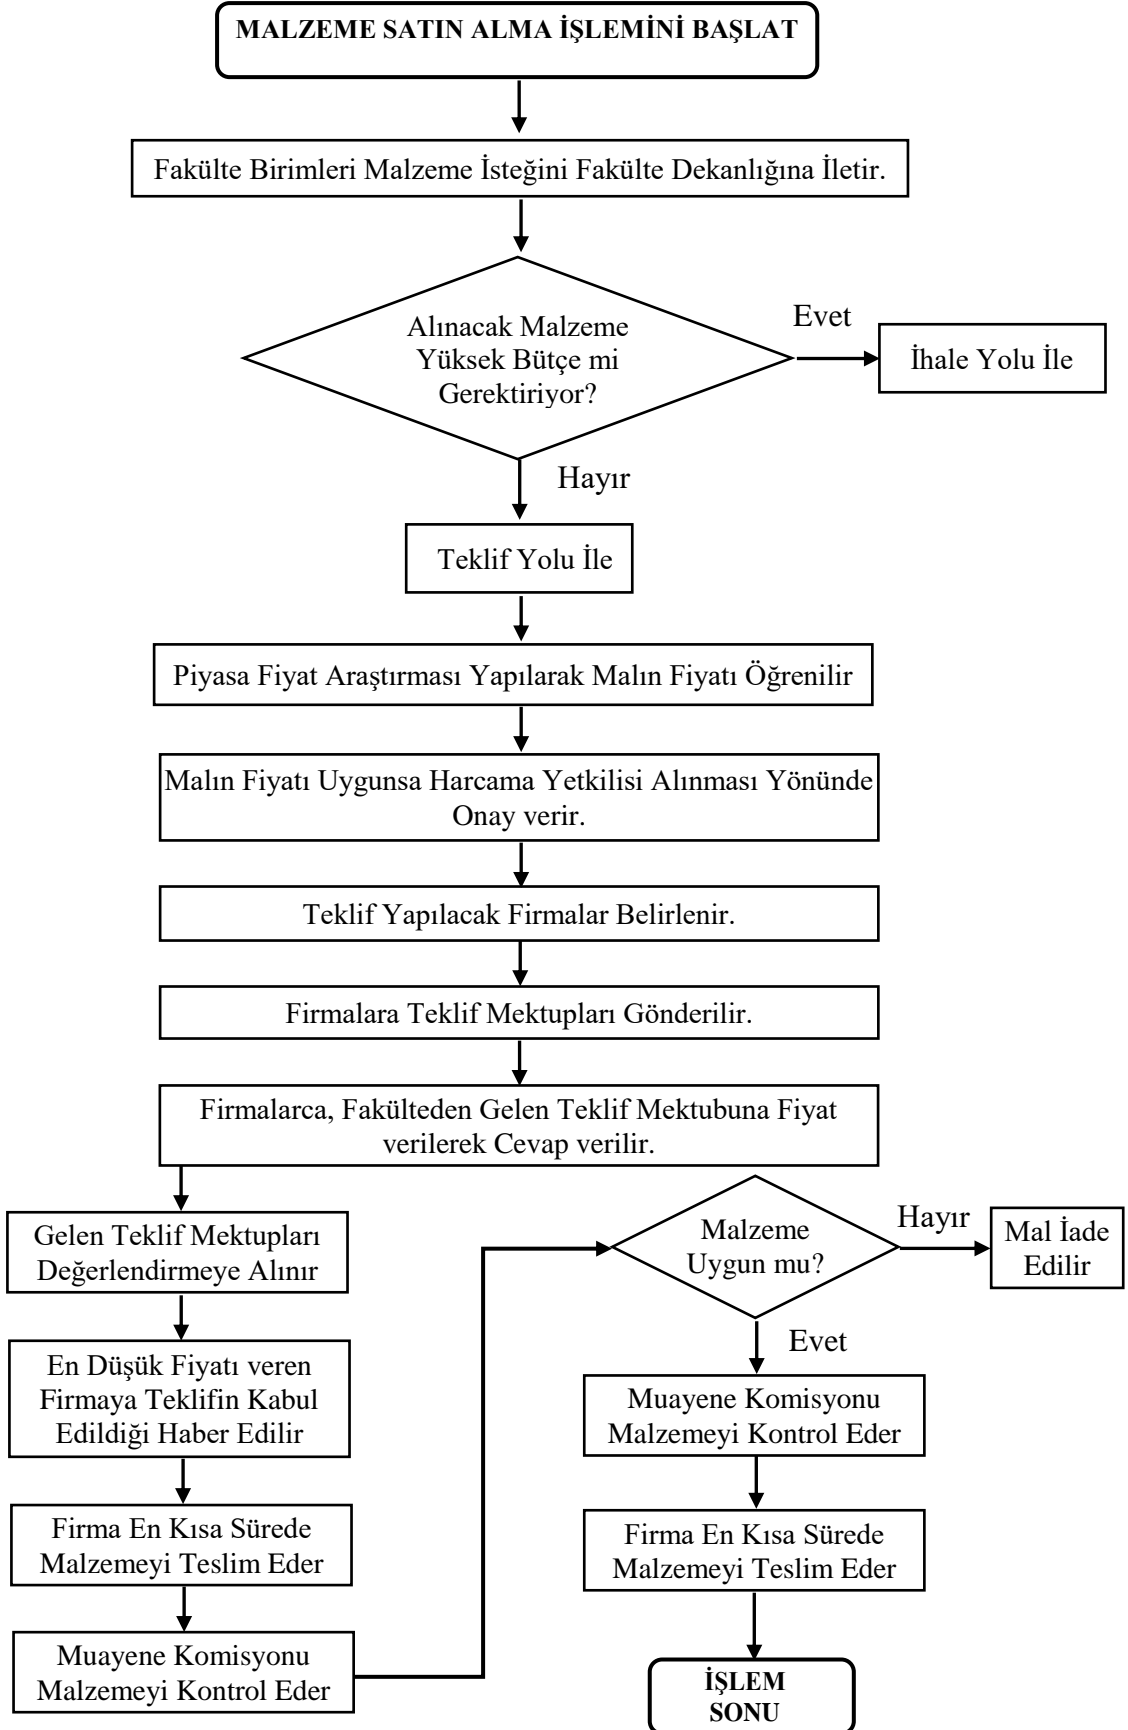 MALZEME SATIN ALMA İŞLEMİNİ BAŞLAT
Fakülte Birimleri Malzeme İsteğini Fakülte Dekanlığına İletir.
Alınacak Malzeme
Yüksek Bütçe mi
Gerektiriyor?
Evet
İhale Yolu İle
Hayır
Teklif Yolu İle
Piyasa Fiyat Araştırması Yapılarak Malın Fiyatı Öğrenilir
Malın Fiyatı Uygunsa Harcama Yetkilisi Alınması Yönünde
Onay verir.
Teklif Yapılacak Firmalar Belirlenir.
Firmalara Teklif Mektupları Gönderilir.
Firmalarca, Fakülteden Gelen Teklif Mektubuna Fiyat
verilerek Cevap verilir.
Gelen Teklif Mektupları
Değerlendirmeye Alınır
En Düşük Fiyatı veren
Firmaya Teklifin Kabul
Edildiği Haber Edilir
Firma En Kısa Sürede
Malzemeyi Teslim Eder
Muayene Komisyonu
Malzemeyi Kontrol Eder
Malzeme
Uygun mu?
Hayır
Mal İade
Edilir
Evet
Muayene Komisyonu
Malzemeyi Kontrol Eder
Firma En Kısa Sürede
Malzemeyi Teslim Eder
İŞLEM
SONU